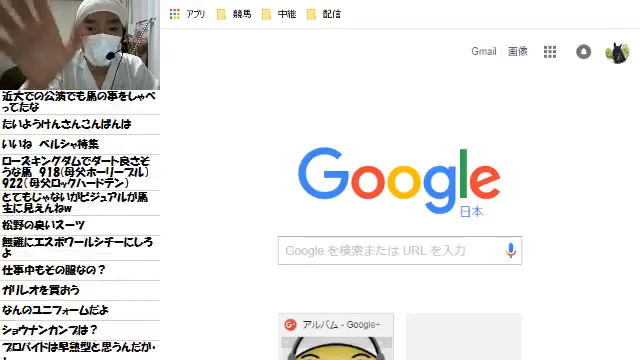 アプリ 競馬 中継 配信
Gmail 画像
近大での公演でも馬の事をしゃべ
ってたな
たいようけんさんこんばんは
いいね ベルシャ特集
ローズキングダムでダート良さそ
うな馬 918(母父ホーリーブル)
922(母父ロックハードテン)
とてもじゃないがビジュアルが馬
主に見えんねw
松野の臭いスーツ
無難にエスポワールシチーにしろ
よ
仕事中もその服なの?
ガリレオを買おう
なんのユニフォームだよ
ショウナンカンプは?
プロバイドは早熟型と思うんだが・
Google
日本
Google を検索または URL を入力
アルバム - Google+